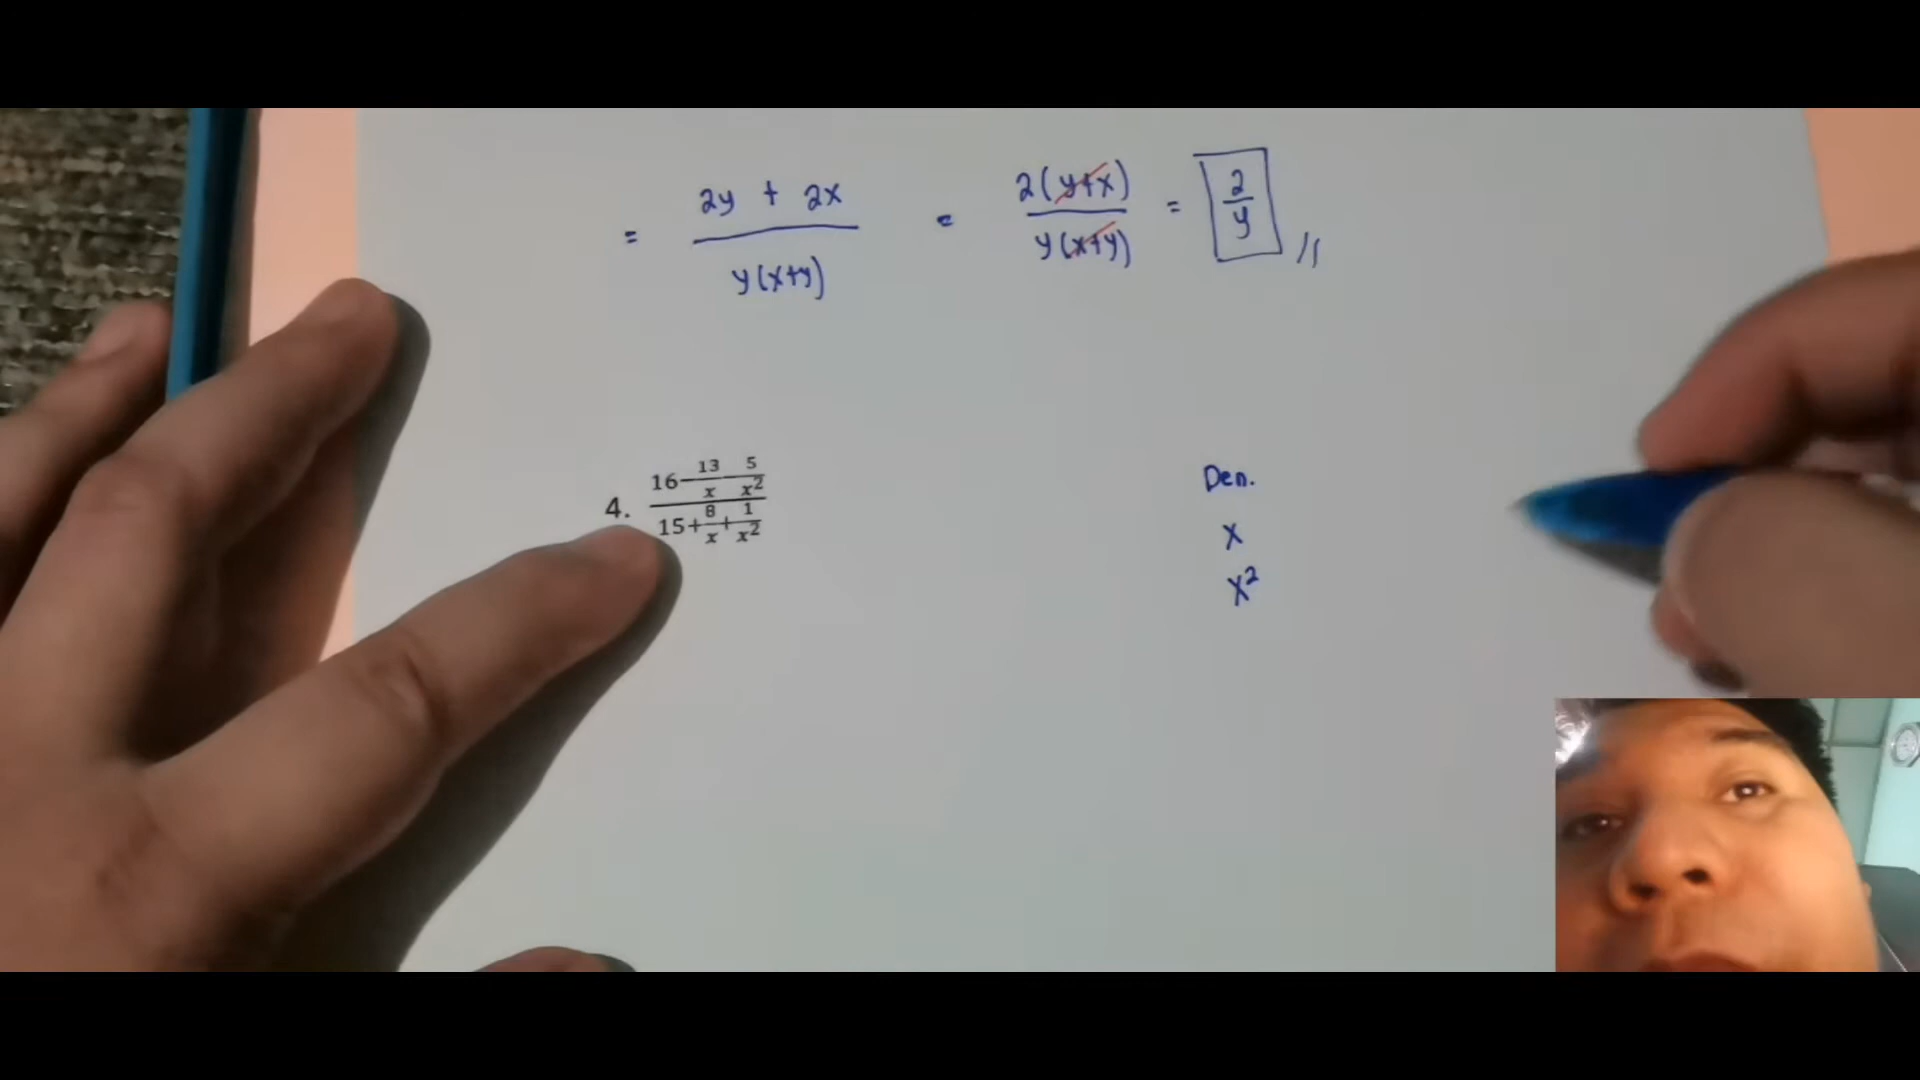 = 2y + 2x / y(x+y) = 2(y+x) / y(x+y) = 2/y //
4. 16-13/x-5/x² / 15+8/x+1/x²
Den.
x
x²